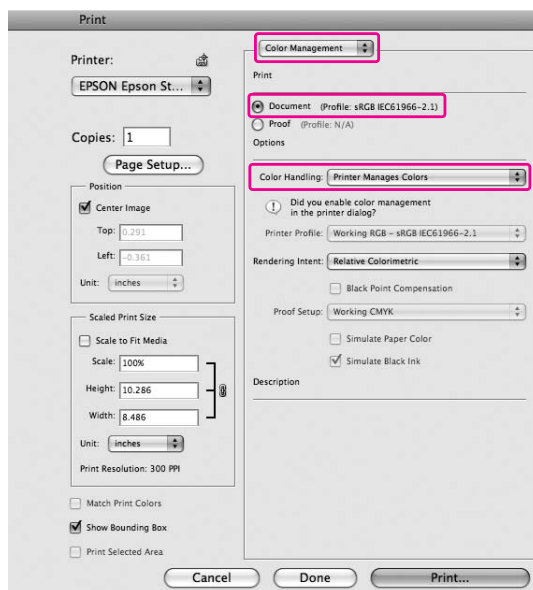 Print
Printer:
EPSON Epson St...
Copies: 1
Page Setup...
Position
Center Image
Top: 0.291
Left: -0.361
Unit: inches
Scaled Print Size
Scale to Fit Media
Scale: 100%
Height: 10.286
Width: 8.486
Unit: inches
Print Resolution: 300 PPI
Match Print Colors
Show Bounding Box
Print Selected Area
Color Management
Print
Document (Profile: sRGB IEC61966-2.1)
Proof (Profile: N/A)
Options
Color Handling: Printer Manages Colors
Did you enable color management
in the printer dialog?
Printer Profile: Working RGB - sRGB IEC61966-2.1
Rendering Intent: Relative Colorimetric
Black Point Compensation
Proof Setup: Working CMYK
Simulate Paper Color
Simulate Black Ink
Description
Cancel
Done
Print...